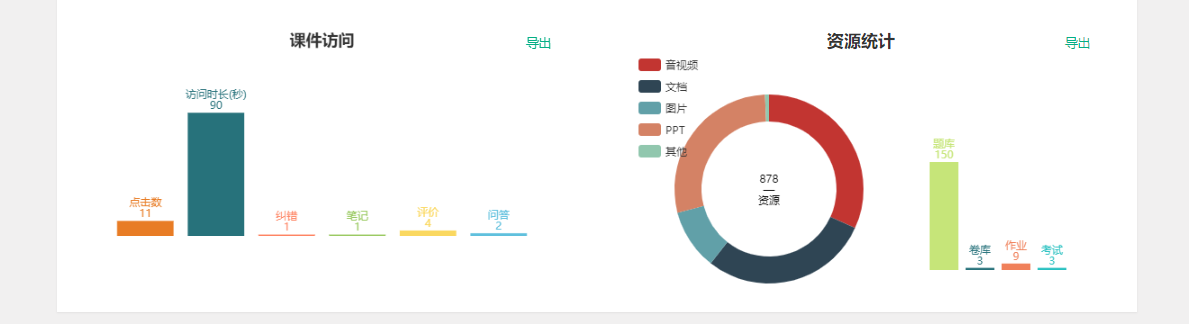 课件访问
导出
访问时长(秒)
90
点击数
11
纠错
1
笔记
1
评价
4
问答
2
资源统计
导出
音视频
文档
图片
PPT
其他
878
资源
题库
150
卷库
3
作业
9
考试
3